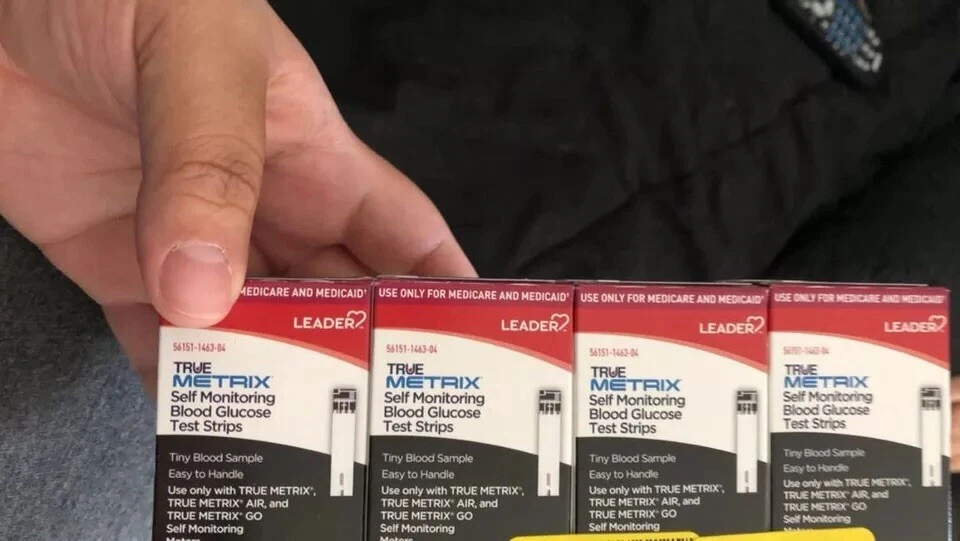 MEDICARE AND MEDICAID*
LEADER
56151-1463-04
TRUE
METRIX
Self Monitoring
Blood Glucose
Test Strips
Tiny Blood Sample
Easy to Handle
Use only with TRUE METRIX®,
TRUE METRIX® AIR, and
TRUE METRIX® GO
Self Monitoring
Meters
USE ONLY FOR MEDICARE AND MEDICAID*
LEADER
56151-1463-04
TRUE
METRIX
Self Monitoring
Blood Glucose
Test Strips
Tiny Blood Sample
Easy to Handle
Use only with TRUE METRIX®,
TRUE METRIX® AIR, and
TRUE METRIX® GO
Self Monitoring
Meters
USE ONLY FOR MEDICARE AND MEDICAID*
LEADER
56151-1463-04
TRUE
METRIX
Self Monitoring
Blood Glucose
Test Strips
Tiny Blood Sample
Easy to Handle
Use only with TRUE METRIX®,
TRUE METRIX® AIR, and
TRUE METRIX® GO
Self Monitoring
USE ONLY FOR MEDICARE AND MEDICAID*
LEADER
56151-1463-04
TRUE
METRIX
Self Monitoring
Blood Glucose
Test Strips
Tiny Blood Sample
Easy to Handle
Use only with TRUE METRIX®,
TRUE METRIX® AIR, and
TRUE METRIX® GO
Self Monitoring